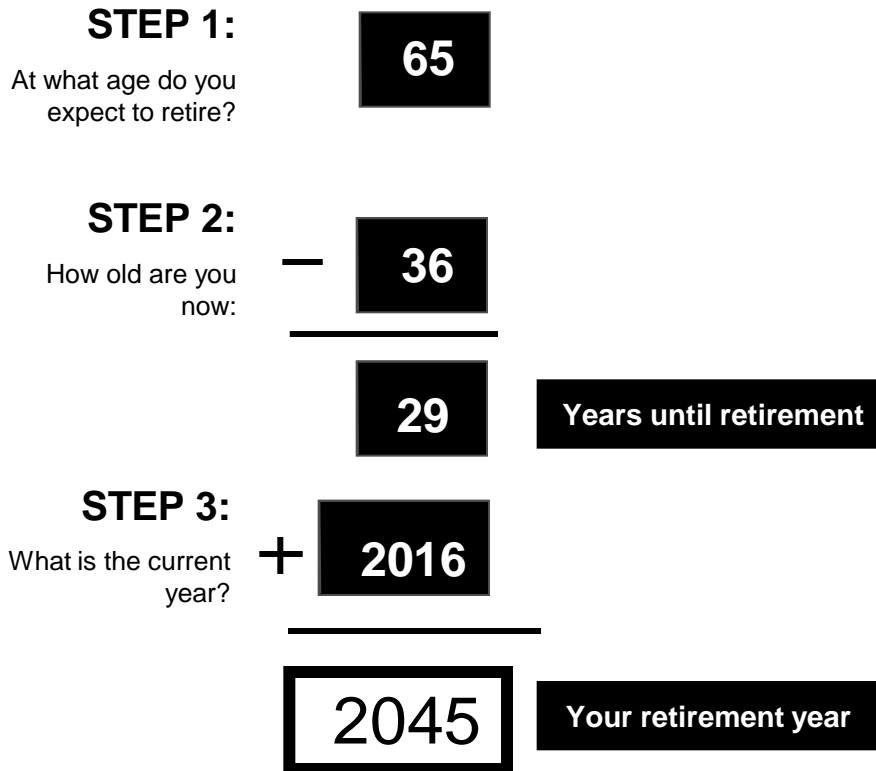 STEP 1:
65
At what age do you
expect to retire?
STEP 2:
– 36
How old are you
now:
29 Years until retirement
STEP 3:
+ 2016
What is the current
year?
2045 Your retirement year